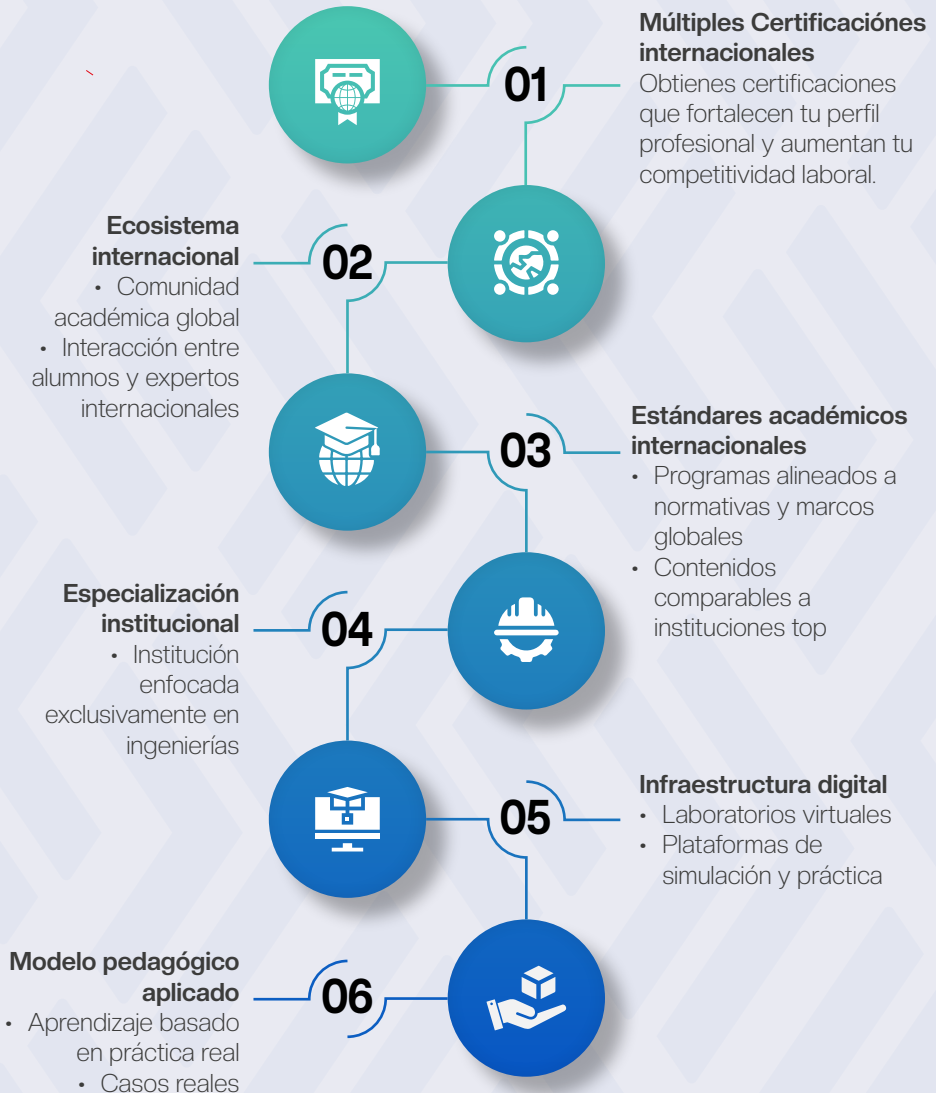 01
Múltiples Certificaciónes
internacionales
Obtienes certificaciones
que fortalecen tu perfil
profesional y aumentan tu
competitividad laboral.
02
Ecosistema
internacional
• Comunidad
académica global
• Interacción entre
alumnos y expertos
internacionales
03
Estándares académicos
internacionales
• Programas alineados a
normativas y marcos
globales
• Contenidos
comparables a
instituciones top
04
Especialización
institucional
• Institución
enfocada
exclusivamente en
ingenierías
05
Infraestructura digital
• Laboratorios virtuales
• Plataformas de
simulación y práctica
06
Modelo pedagógico
aplicado
• Aprendizaje basado
en práctica real
• Casos reales